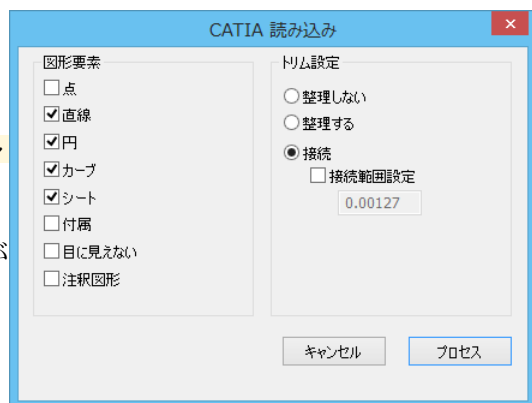 CATIA 読み込み
図形要素
点
直線
円
カーブ
シート
付属
目に見えない
注釈図形
トリム設定
整理しない
整理する
接続
接続範囲設定
0.00127
キャンセル
プロセス